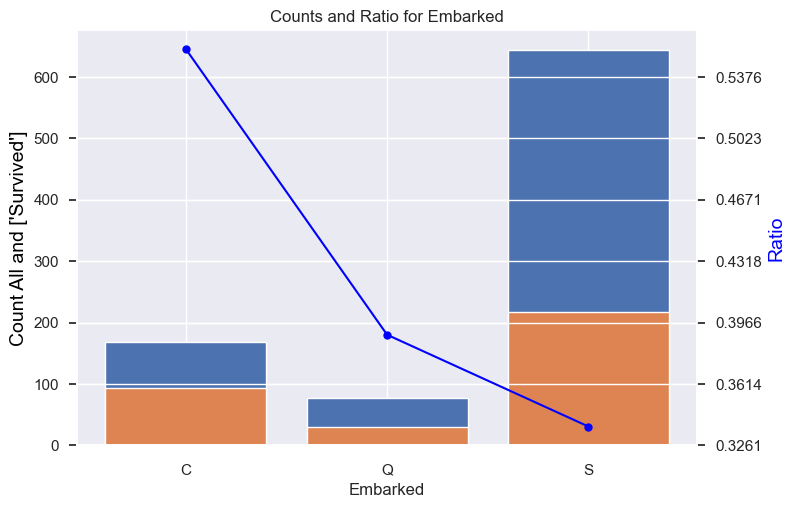 Counts and Ratio for Embarked
Count All and ['Survived']
600
500
400
300
200
100
0
0.5376
0.5023
0.4671
0.4318
0.3966
0.3614
0.3261
Ratio
C
Q
S
Embarked